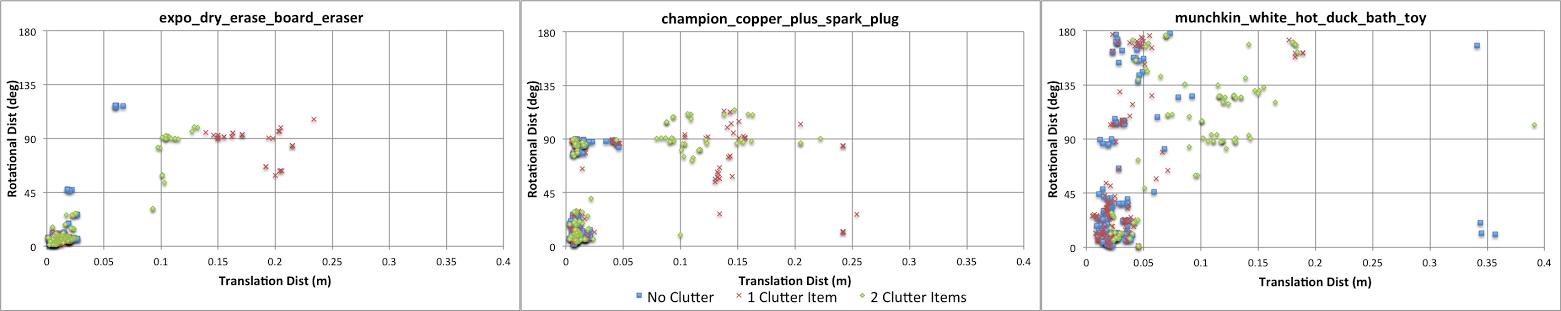 expo_dry_erase_board_eraser
180
135
90
45
0
Rotational Dist (deg)
0 0.05 0.1 0.15 0.2 0.25 0.3 0.35 0.4
Translation Dist (m)
champion_copper_plus_spark_plug
180
135
90
45
0
Rotational Dist (deg)
0 0.05 0.1 0.15 0.2 0.25 0.3 0.35 0.4
Translation Dist (m)
No Clutter 1 Clutter Item 2 Clutter Items
munchkin_white_hot_duck_bath_toy
180
135
90
45
0
Rotational Dist (deg)
0 0.05 0.1 0.15 0.2 0.25 0.3 0.35 0.4
Translation Dist (m)